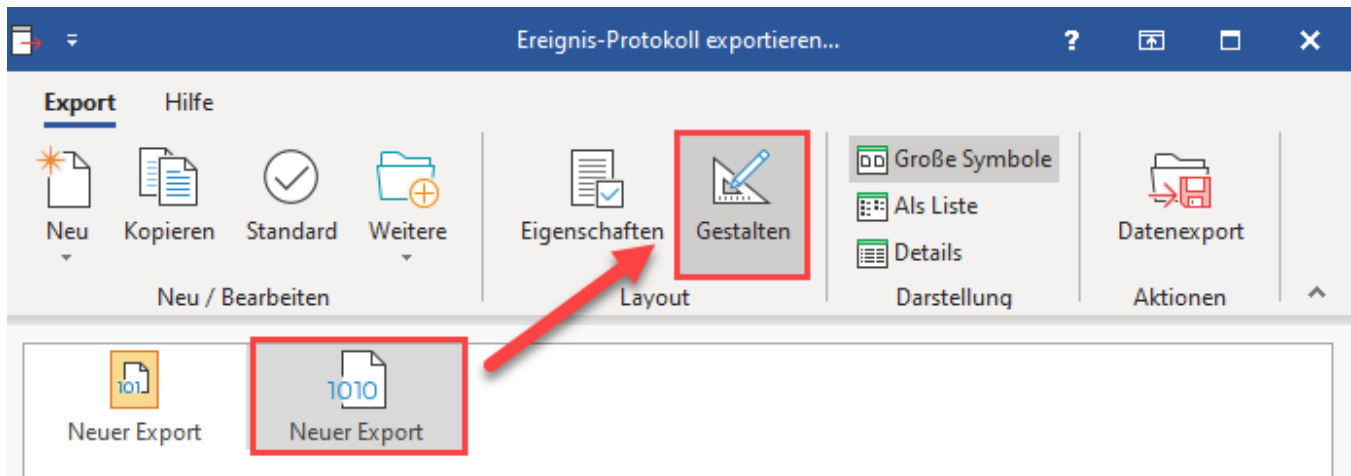 Ereignis-Protokoll exportieren... ?
Export Hilfe
Neu Kopieren Standard Weitere
Neu / Bearbeiten
Eigenschaften Gestalten
Layout
Große Symbole
Als Liste
Details
Darstellung
Datenexport
Aktionen
101 1010
Neuer Export Neuer Export